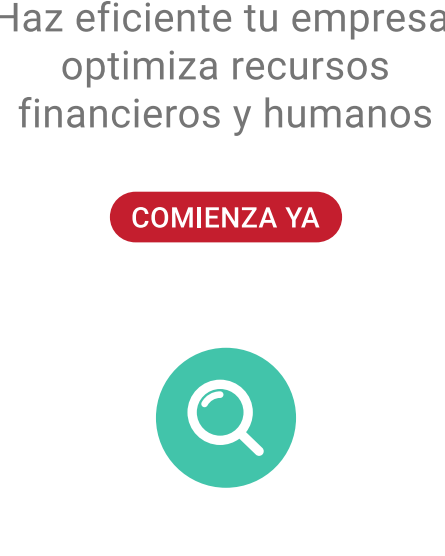 Haz eficiente tu empresa
optimiza recursos
financieros y humanos
COMIENZA YA